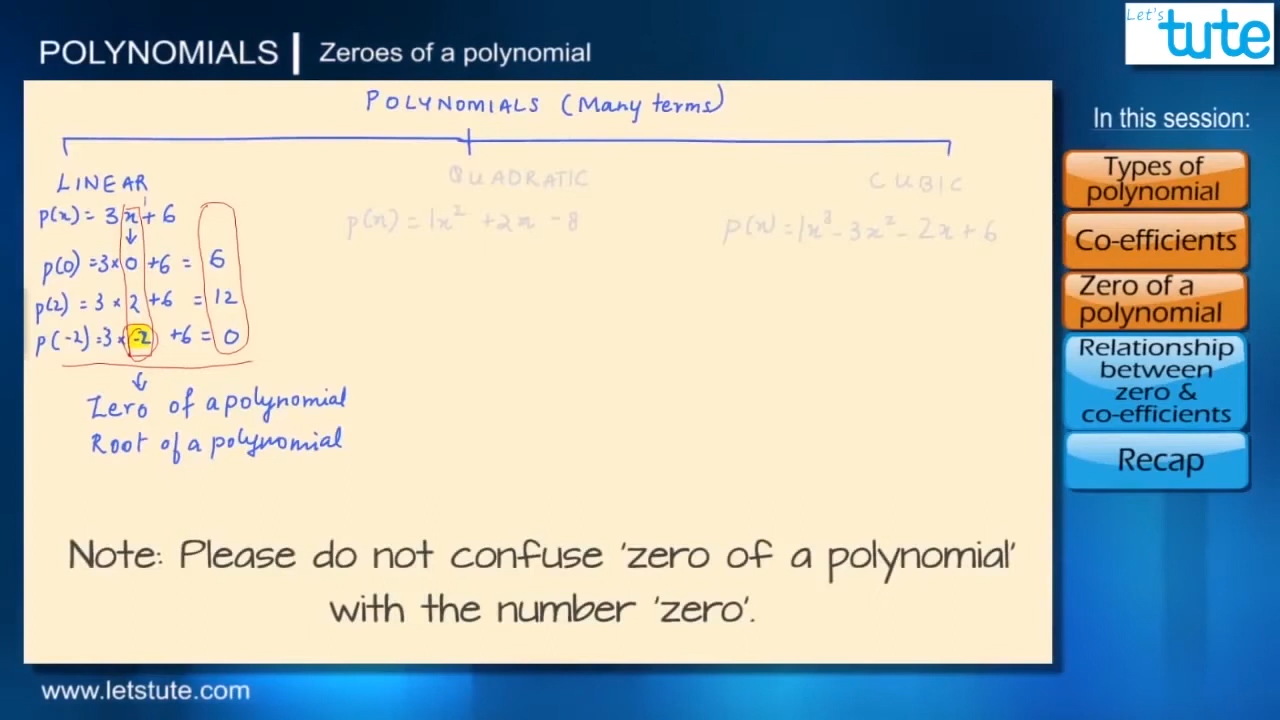 Let's
tute
POLYNOMIALS | Zeroes of a polynomial
POLYNOMIALS (Many terms)
LINEAR
p(x) = 3x + 6
p(0) = 3 × 0 + 6 = 6
p(2) = 3 × 2 + 6 = 12
p(-2) = 3 × -2 + 6 = 0
Zero of a polynomial
Root of a polynomial
QUADRATIC
p(x) = 1x² + 2x - 8
CUBIC
p(x) = 1x³ - 3x² - 2x + 6
Note: Please do not confuse 'zero of a polynomial'
with the number 'zero'.
In this session:
Types of
polynomial
Co-efficients
Zero of a
polynomial
Relationship
between
zero &
co-efficients
Recap
www.letstute.com